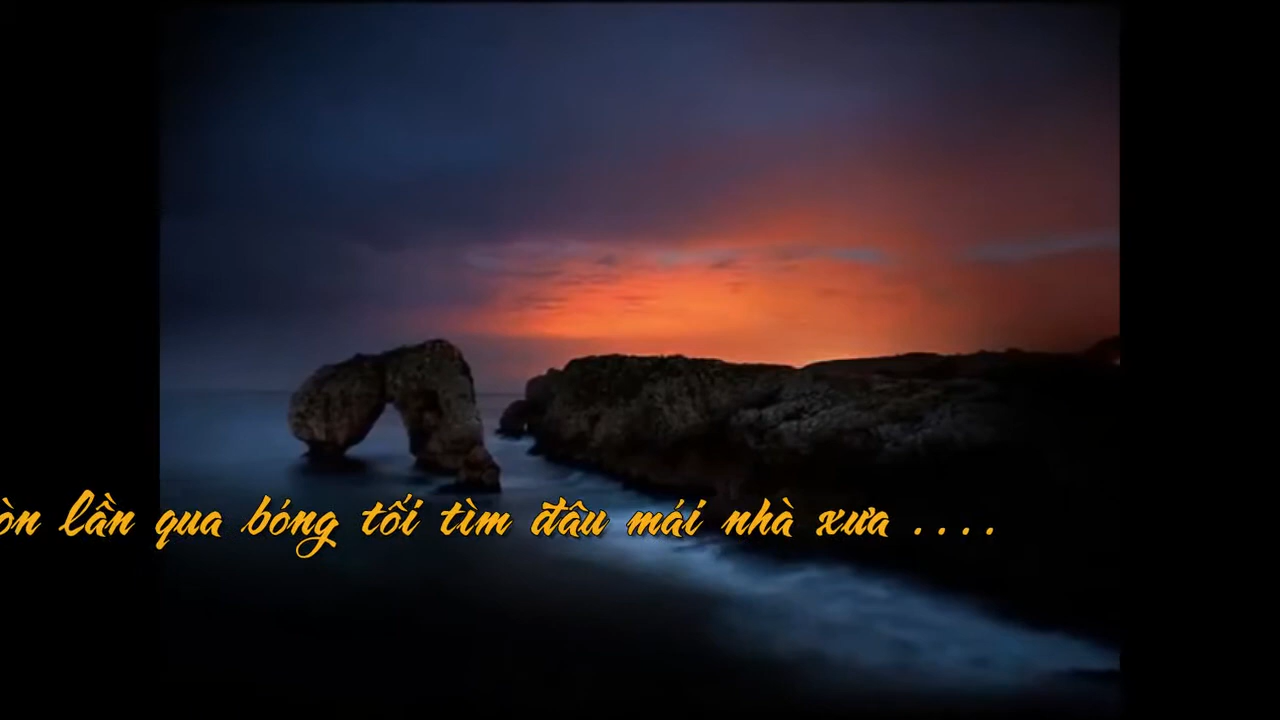 lần qua bóng tối tìm đâu mái nhà xưa ....